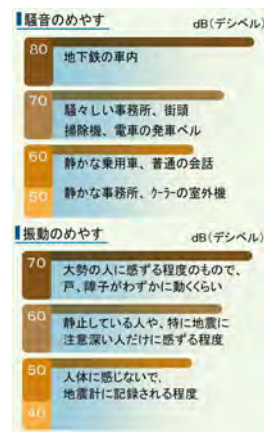 騒音のめやす dB(デシベル)
80 地下鉄の車内
70 騒々しい事務所、街頭
掃除機、電車の発車ベル
60 静かな乗用車、普通の会話
50 静かな事務所、クーラーの室外機
振動のめやす dB(デシベル)
70 大勢の人に感ずる程度のもので、
戸、障子がわずかに動くくらい
60 静止している人や、特に地震に
注意深い人だけに感ずる程度
50 人体に感じないで、
40 地震計に記録される程度